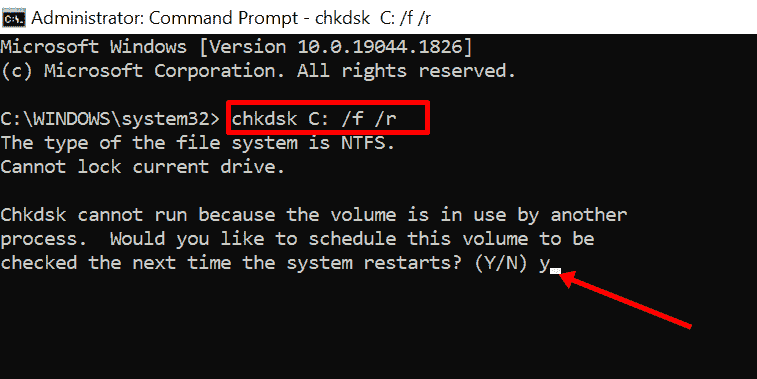 Administrator: Command Prompt - chkdsk  C: /f /r
Microsoft Windows [Version 10.0.19044.1826]
(c) Microsoft Corporation. All rights reserved.
C:\WINDOWS\system32> chkdsk C: /f /r
The type of the file system is NTFS.
Cannot lock current drive.
Chkdsk cannot run because the volume is in use by another
process.  Would you like to schedule this volume to be
checked the next time the system restarts? (Y/N) y